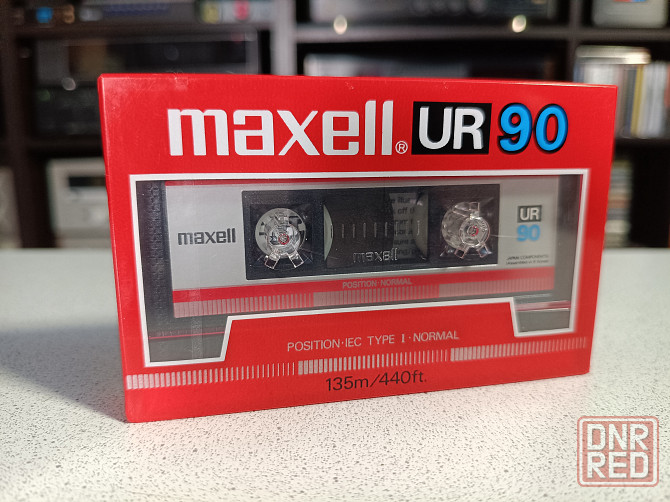 maxell® UR 90
maxell
UR
90
maxell
POSITION·NORMAL
POSITION·IEC TYPE I·NORMAL
135m/440ft.
DNR
RED